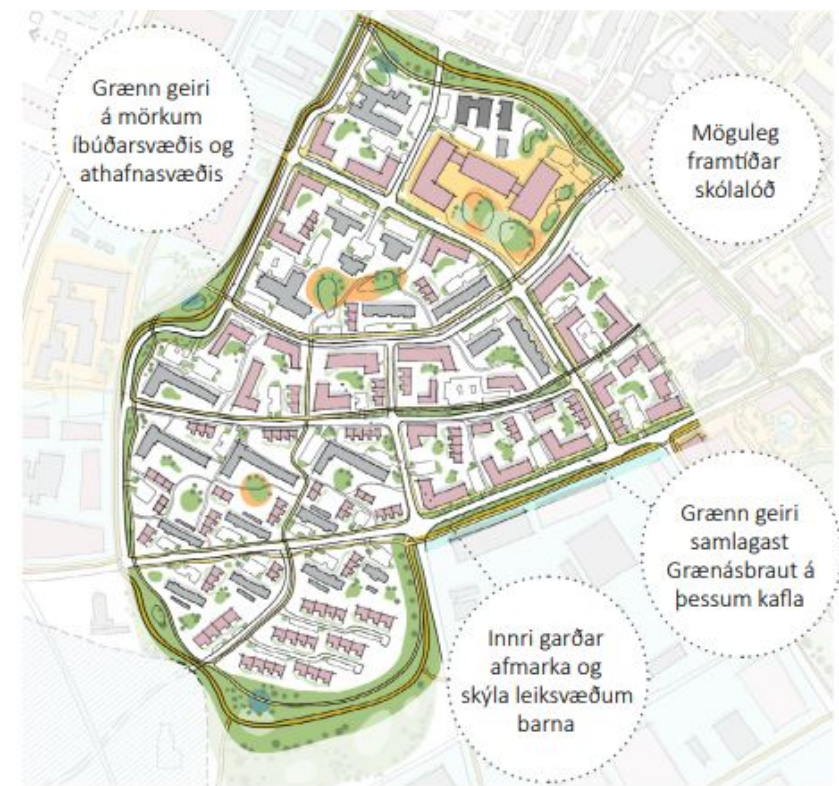 Grænn geiri
á mörkum
íbúðarsvæðis og
athafnasvæðis
Möguleg
framtíðar
skólalóð
Grænn geiri
samlagast
Grænásbraut á
þessum kafla
Innri garðar
afmarka og
skýla leiksvæðum
barna